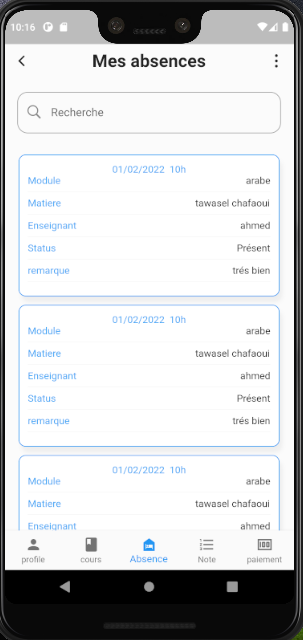 10:16
Mes absences
Recherche
01/02/2022 10h
Module arabe
Matiere tawasel chafaoui
Enseignant ahmed
Status Présent
remarque trés bien
01/02/2022 10h
Module arabe
Matiere tawasel chafaoui
Enseignant ahmed
Status Présent
remarque trés bien
01/02/2022 10h
Module arabe
Matiere tawasel chafaoui
Enseignant ahmed
profile cours Absence Note paiement